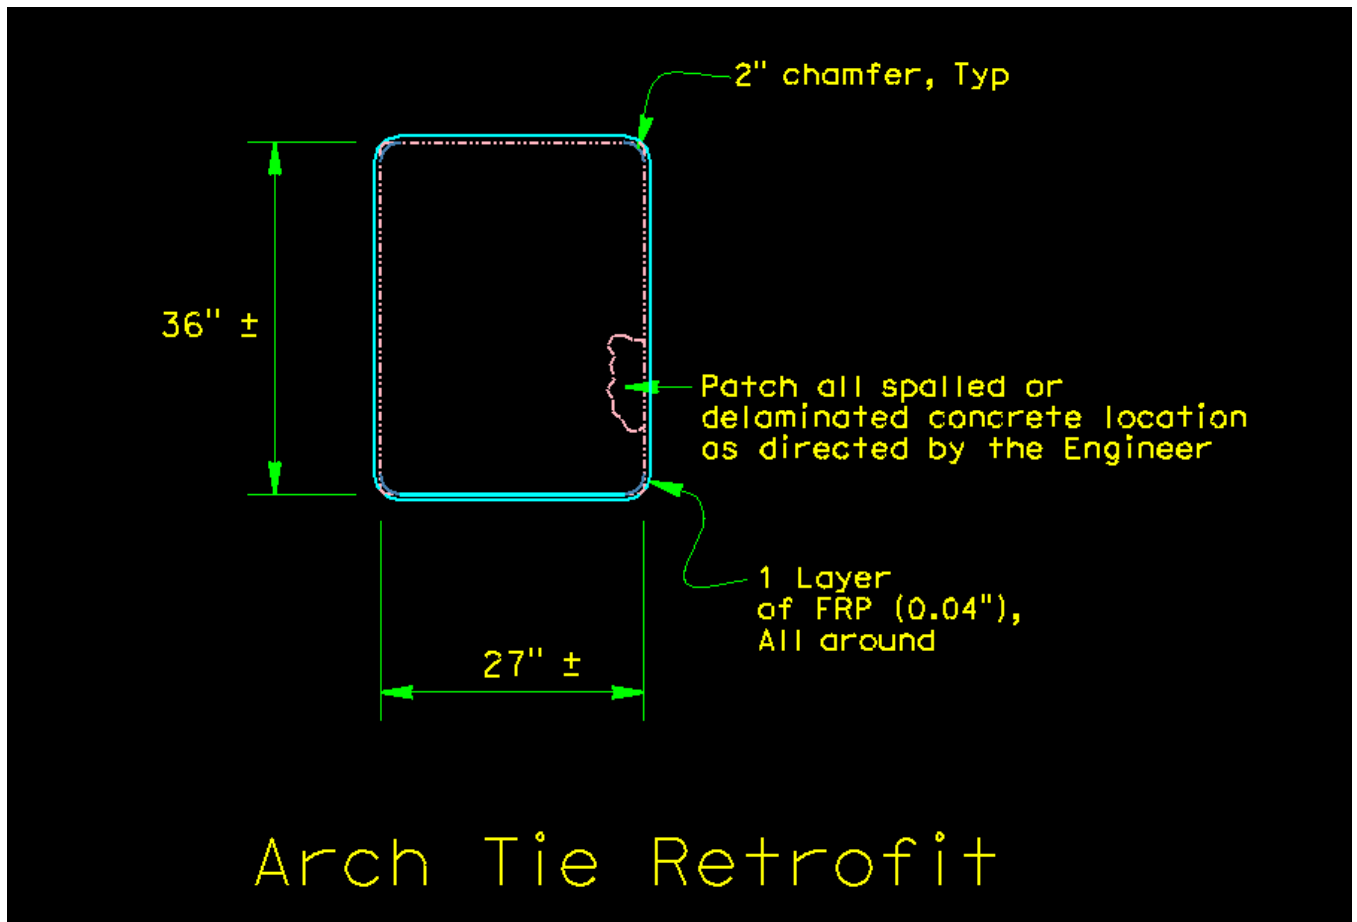 2" chamfer, Typ
36" ±
Patch all spalled or
delaminated concrete location
as directed by the Engineer
1 Layer
of FRP (0.04"),
All around
27" ±
Arch Tie Retrofit